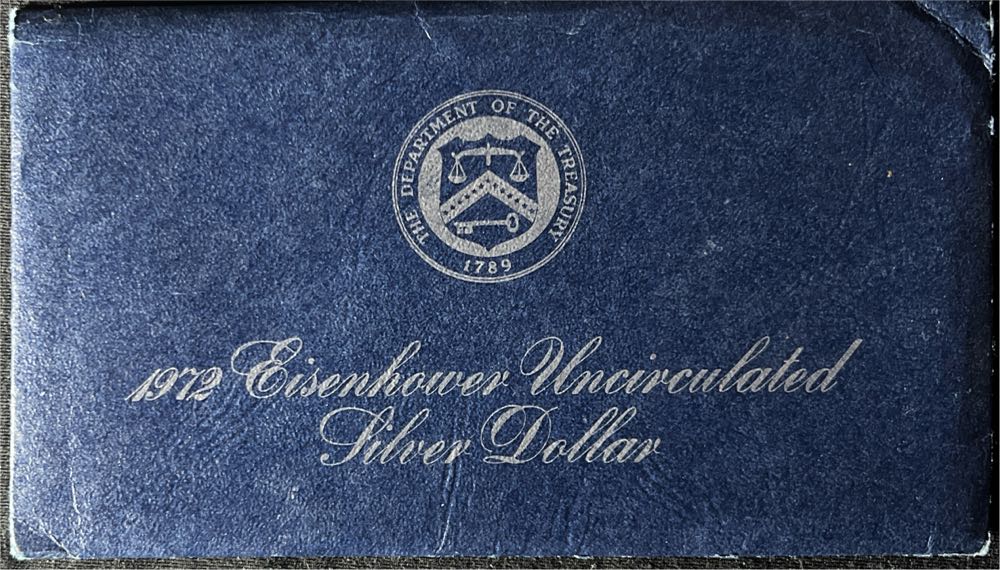 THE DEPARTMENT OF THE TREASURY
1789
1972 Eisenhower Uncirculated
Silver Dollar